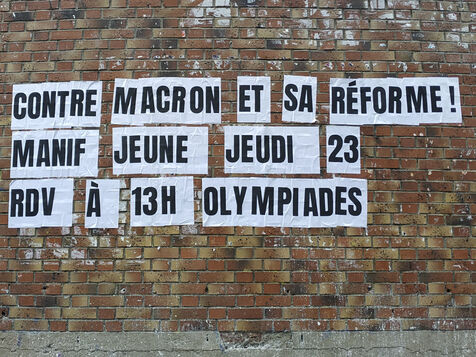 CONTRE MACRON ET SA RÉFORME !
MANIF JEUNE JEUDI 23
RDV À 13H OLYMPIADES